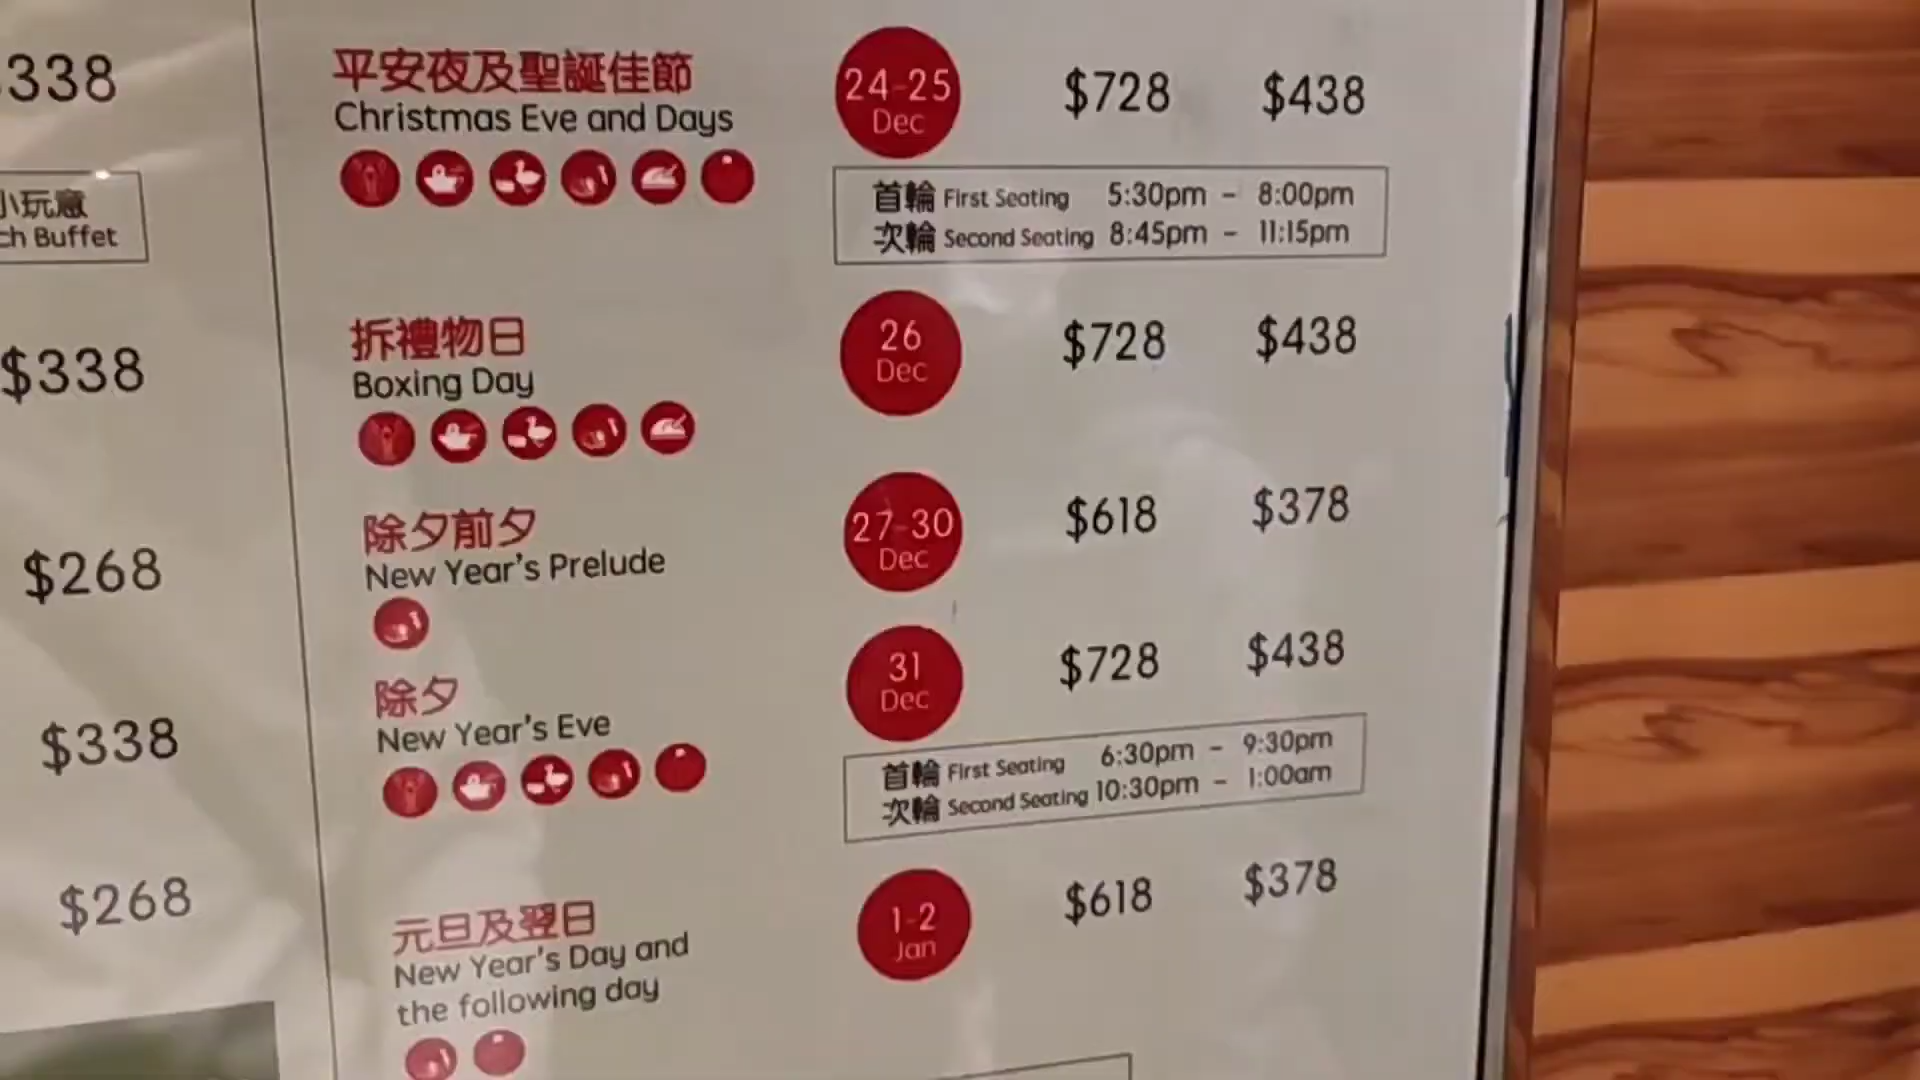 338
小玩意
ch Buffet
$338
$268
$338
$268
平安夜及聖誕佳節
Christmas Eve and Days
24-25
Dec
$728 $438
首輪 First Seating 5:30pm - 8:00pm
次輪 Second Seating 8:45pm - 11:15pm
拆禮物日
Boxing Day
26
Dec
$728 $438
除夕前夕
New Year's Prelude
27-30
Dec
$618 $378
除夕
New Year's Eve
31
Dec
$728 $438
首輪 First Seating 6:30pm - 9:30pm
次輪 Second Seating 10:30pm - 1:00am
元旦及翌日
New Year's Day and
the following day
1-2
Jan
$618 $378